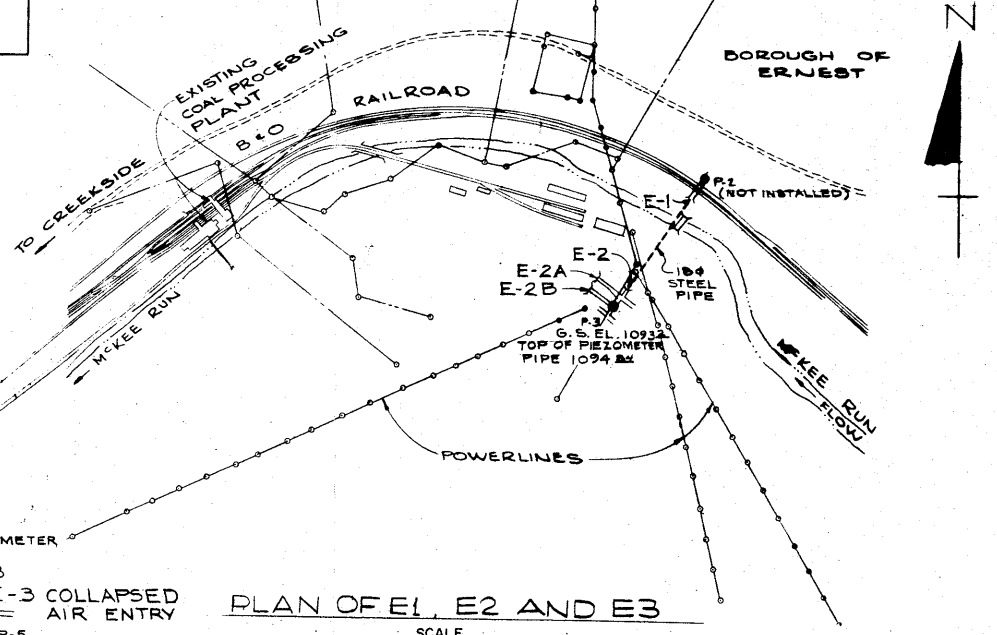 N
BOROUGH OF
ERNEST
EXISTING
COAL PROCESSING
PLANT
B & O
RAILROAD
TO CREEKSIDE
P-2
(NOT INSTALLED)
E-1
E-2
E-2A
E-2B
18ϕ
STEEL
PIPE
P-3
G.S. EL. 1093
TOP OF PIEZOMETER
PIPE 1094
McKEE RUN
McKEE RUN
FLOW
POWERLINES
METER
E-3 COLLAPSED
AIR ENTRY
PLAN OF E1, E2 AND E3
SCALE